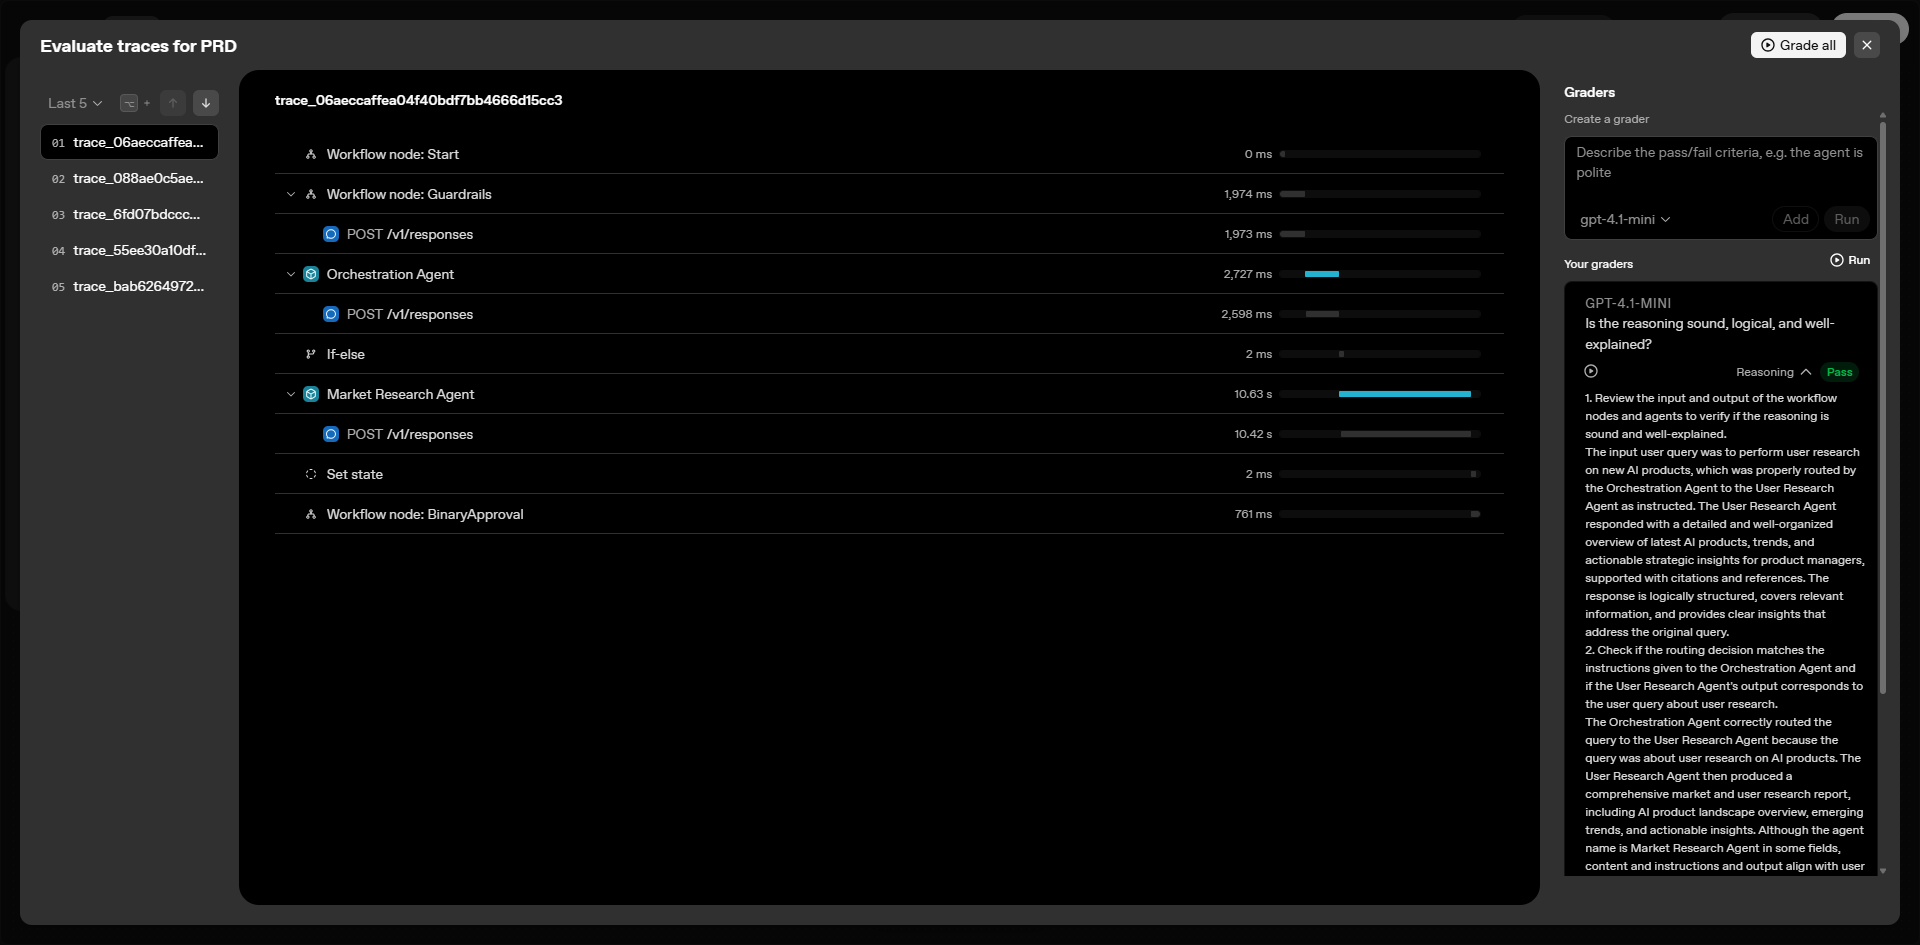 Evaluate traces for PRD
Grade all
Last 5
+
01 trace_06aeccaffea...
02 trace_088ae0c5ae...
03 trace_6fd07bdccc...
04 trace_55ee30a10df...
05 trace_bab6264972...
trace_06aeccaffea04f40bdf7bb4666d15cc3
Workflow node: Start 0 ms
Workflow node: Guardrails 1,974 ms
POST /v1/responses 1,973 ms
Orchestration Agent 2,727 ms
POST /v1/responses 2,598 ms
If-else 2 ms
Market Research Agent 10.63 s
POST /v1/responses 10.42 s
Set state 2 ms
Workflow node: BinaryApproval 761 ms
Graders
Create a grader
Describe the pass/fail criteria, e.g. the agent is
polite
gpt-4.1-mini Add Run
Your graders Run
GPT-4.1-MINI
Is the reasoning sound, logical, and well-
explained?
Reasoning Pass
1. Review the input and output of the workflow
nodes and agents to verify if the reasoning is
sound and well-explained.
The input user query was to perform user research
on new AI products, which was properly routed by
the Orchestration Agent to the User Research
Agent as instructed. The User Research Agent
responded with a detailed and well-organized
overview of latest AI products, trends, and
actionable strategic insights for product managers,
supported with citations and references. The
response is logically structured, covers relevant
information, and provides clear insights that
address the original query.
2. Check if the routing decision matches the
instructions given to the Orchestration Agent and
if the User Research Agent's output corresponds to
the user query about user research.
The Orchestration Agent correctly routed the
query to the User Research Agent because the
query was about user research on AI products. The
User Research Agent then produced a
comprehensive market and user research report,
including AI product landscape overview, emerging
trends, and actionable insights. Although the agent
name is Market Research Agent in some fields,
content and instructions and output align with user